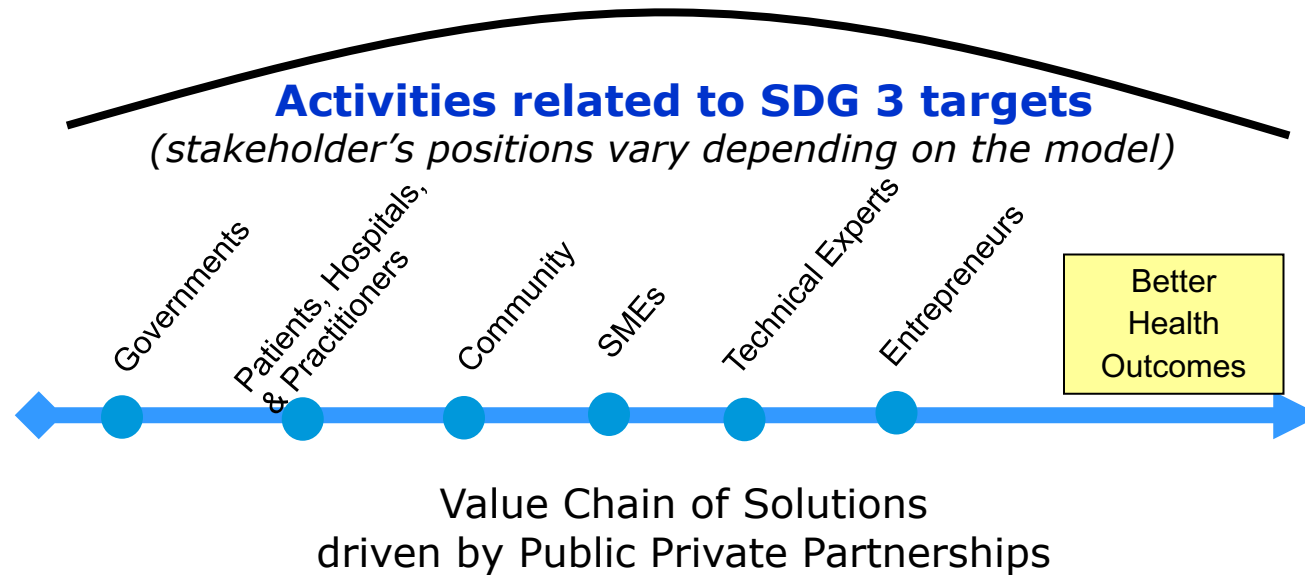 Activities related to SDG 3 targets
(stakeholder's positions vary depending on the model)
Governments
Patients, Hospitals,
& Practitioners
Community
SMEs
Technical Experts
Entrepreneurs
Better
Health
Outcomes
Value Chain of Solutions
driven by Public Private Partnerships